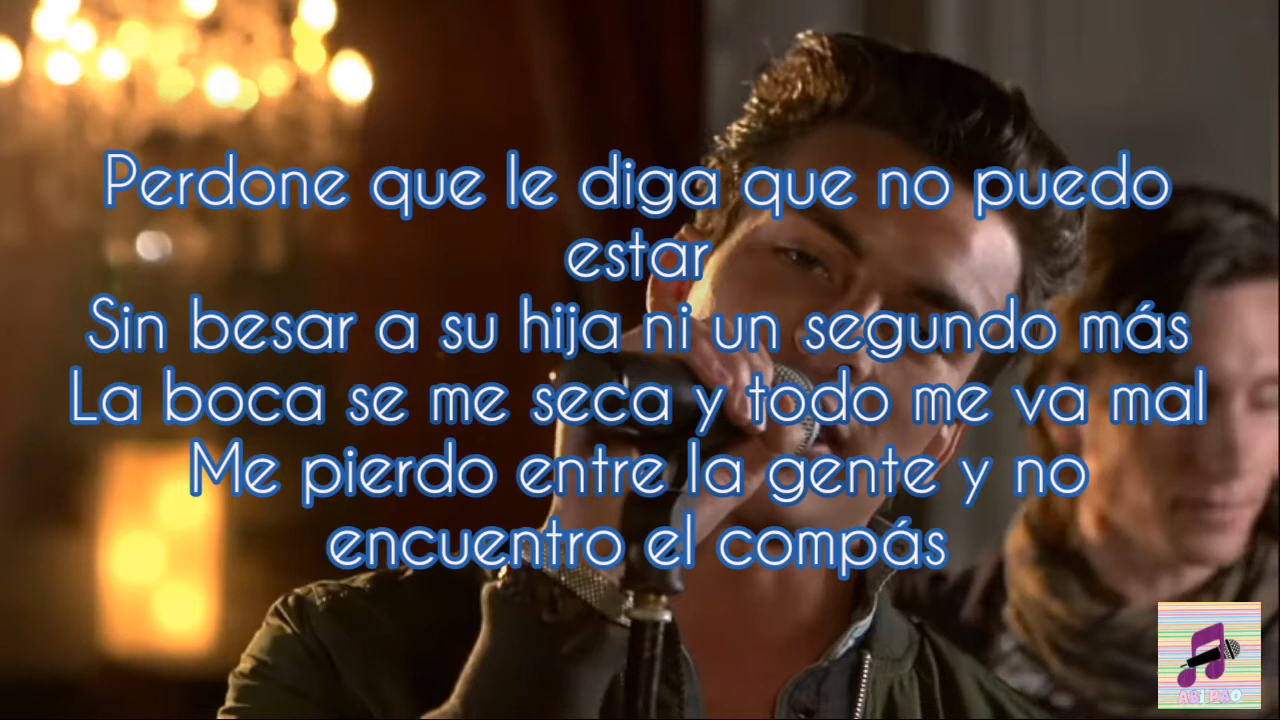 Perdone que le diga que no puedo
estar
Sin besar a su hija ni un segundo más
La boca se me seca y todo me va mal
Me pierdo entre la gente y no
encuentro el compás